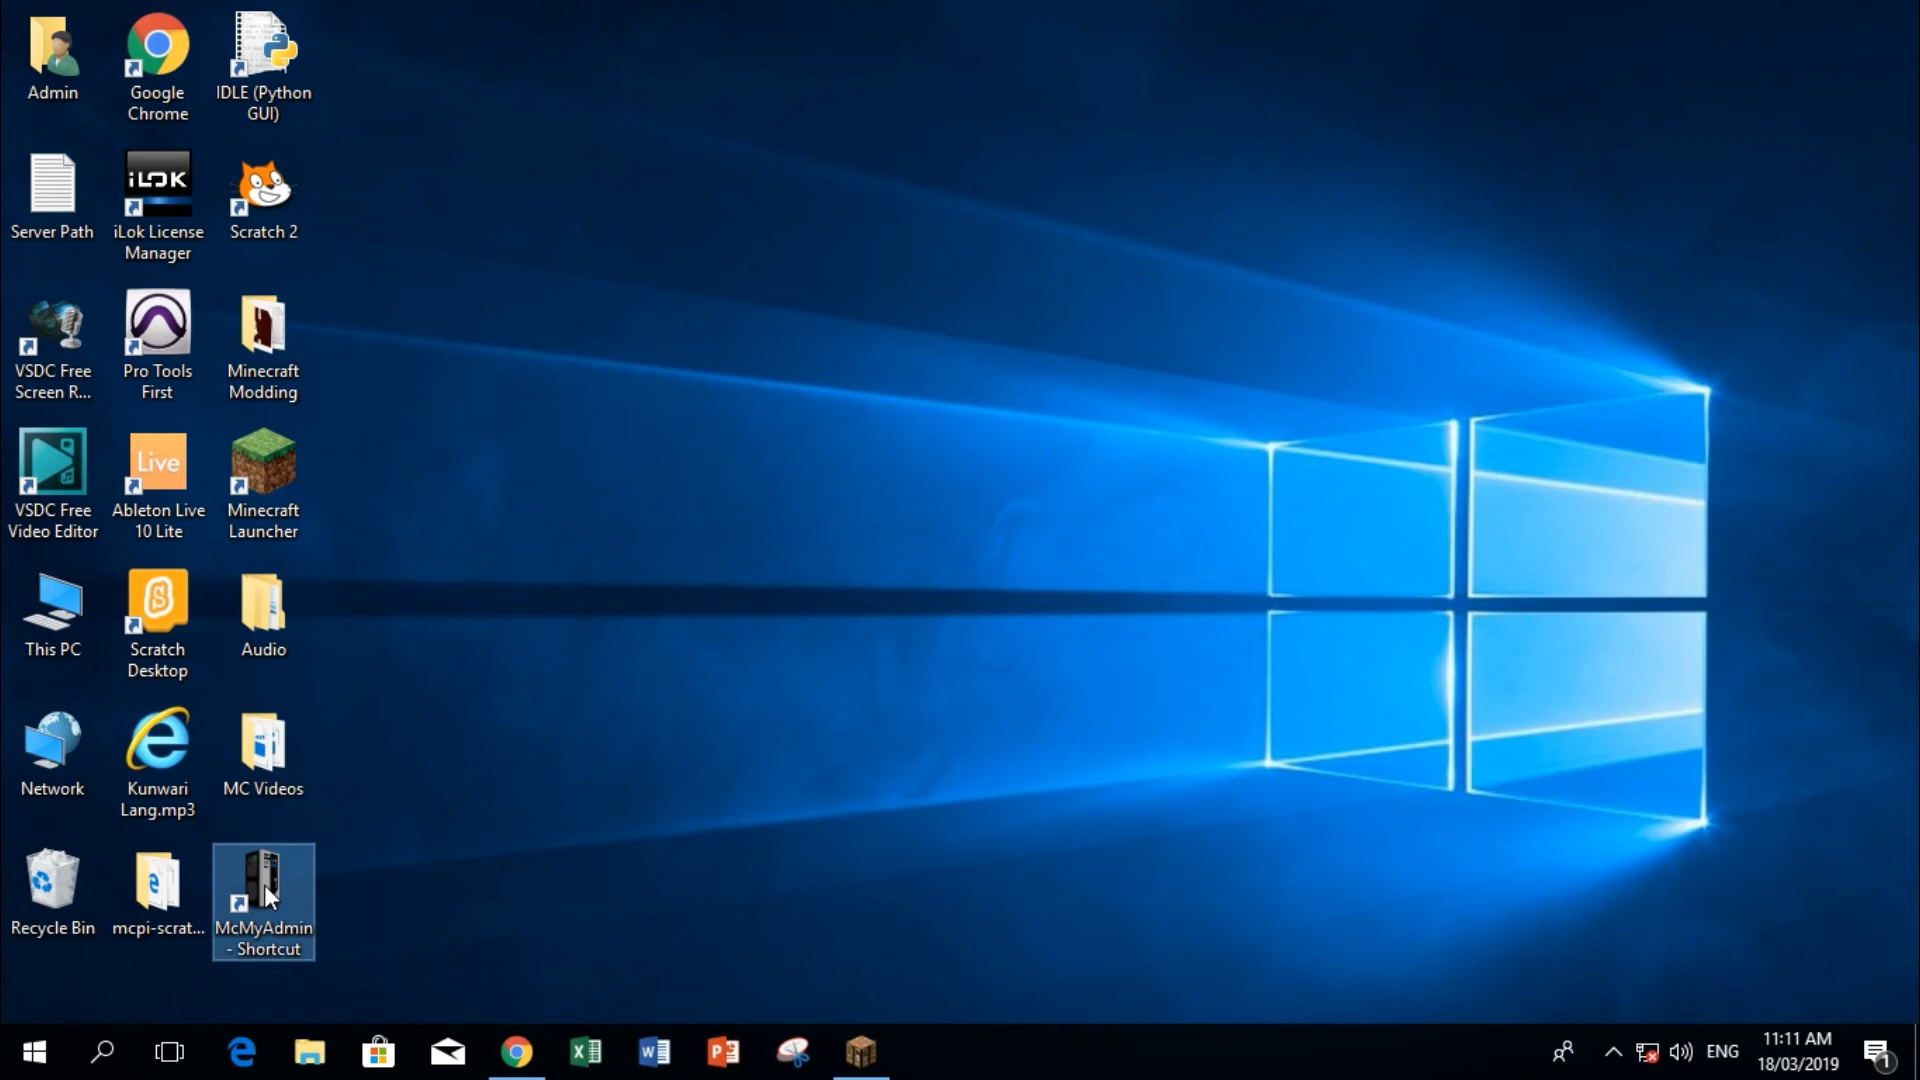 Admin
Google
Chrome
IDLE (Python
GUI)
Server Path
iLOK
iLok License
Manager
Scratch 2
VSDC Free
Screen R...
Pro Tools
First
Minecraft
Modding
VSDC Free
Video Editor
Live
Ableton Live
10 Lite
Minecraft
Launcher
This PC
Scratch
Desktop
Audio
Network
Kunwari
Lang.mp3
MC Videos
Recycle Bin
mcpi-scrat...
McMyAdmin
- Shortcut
ENG
11:11 AM
18/03/2019
1